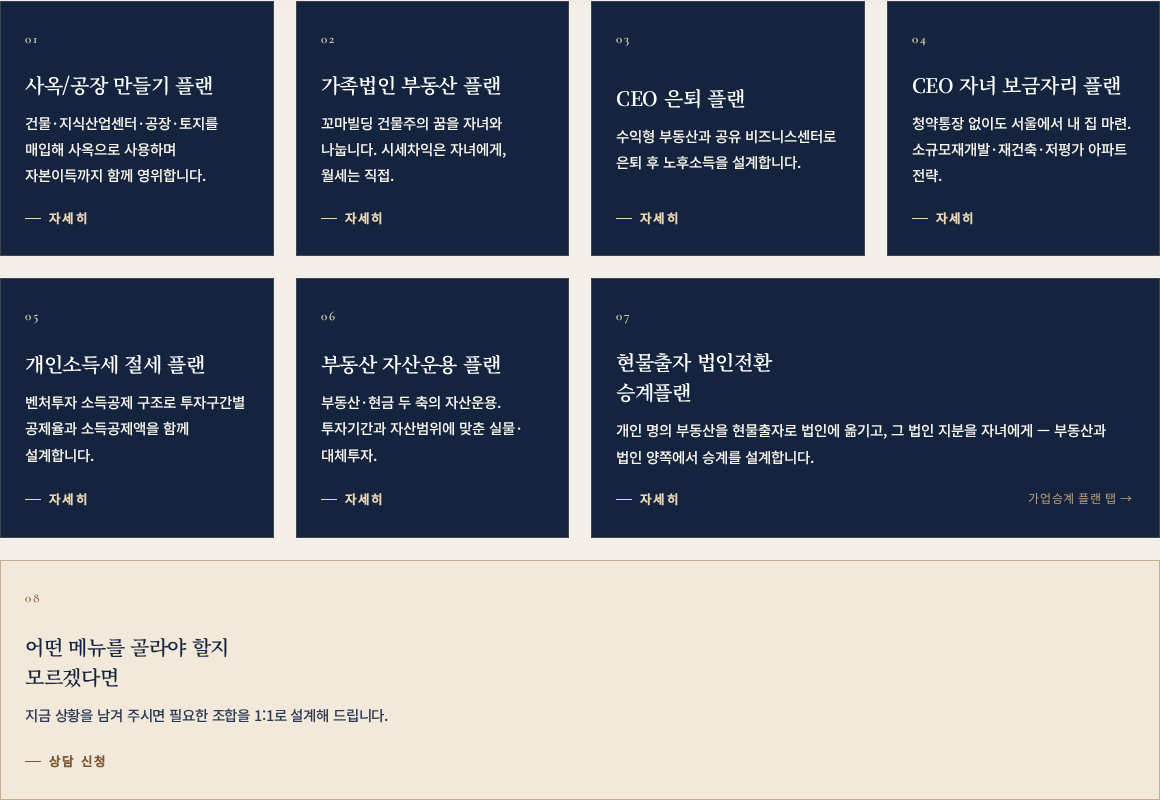 01
사옥/공장 만들기 플랜
건물·지식산업센터·공장·토지를
매입해 사옥으로 사용하며
자본이득까지 함께 영위합니다.
— 자세히
02
가족법인 부동산 플랜
꼬마빌딩 건물주의 꿈을 자녀와
나눕니다. 시세차익은 자녀에게,
월세는 직접.
— 자세히
03
CEO 은퇴 플랜
수익형 부동산과 공유 비즈니스센터로
은퇴 후 노후소득을 설계합니다.
— 자세히
04
CEO 자녀 보금자리 플랜
청약통장 없이도 서울에서 내 집 마련.
소규모재개발·재건축·저평가 아파트
전략.
— 자세히
05
개인소득세 절세 플랜
벤처투자 소득공제 구조로 투자구간별
공제율과 소득공제액을 함께
설계합니다.
— 자세히
06
부동산 자산운용 플랜
부동산·현금 두 축의 자산운용.
투자기간과 자산범위에 맞춘 실물·
대체투자.
— 자세히
07
현물출자 법인전환
승계플랜
개인 명의 부동산을 현물출자로 법인에 옮기고, 그 법인 지분을 자녀에게 — 부동산과
법인 양쪽에서 승계를 설계합니다.
— 자세히
가업승계 플랜 탭 →
08
어떤 메뉴를 골라야 할지
모르겠다면
지금 상황을 남겨 주시면 필요한 조합을 1:1로 설계해 드립니다.
— 상담 신청